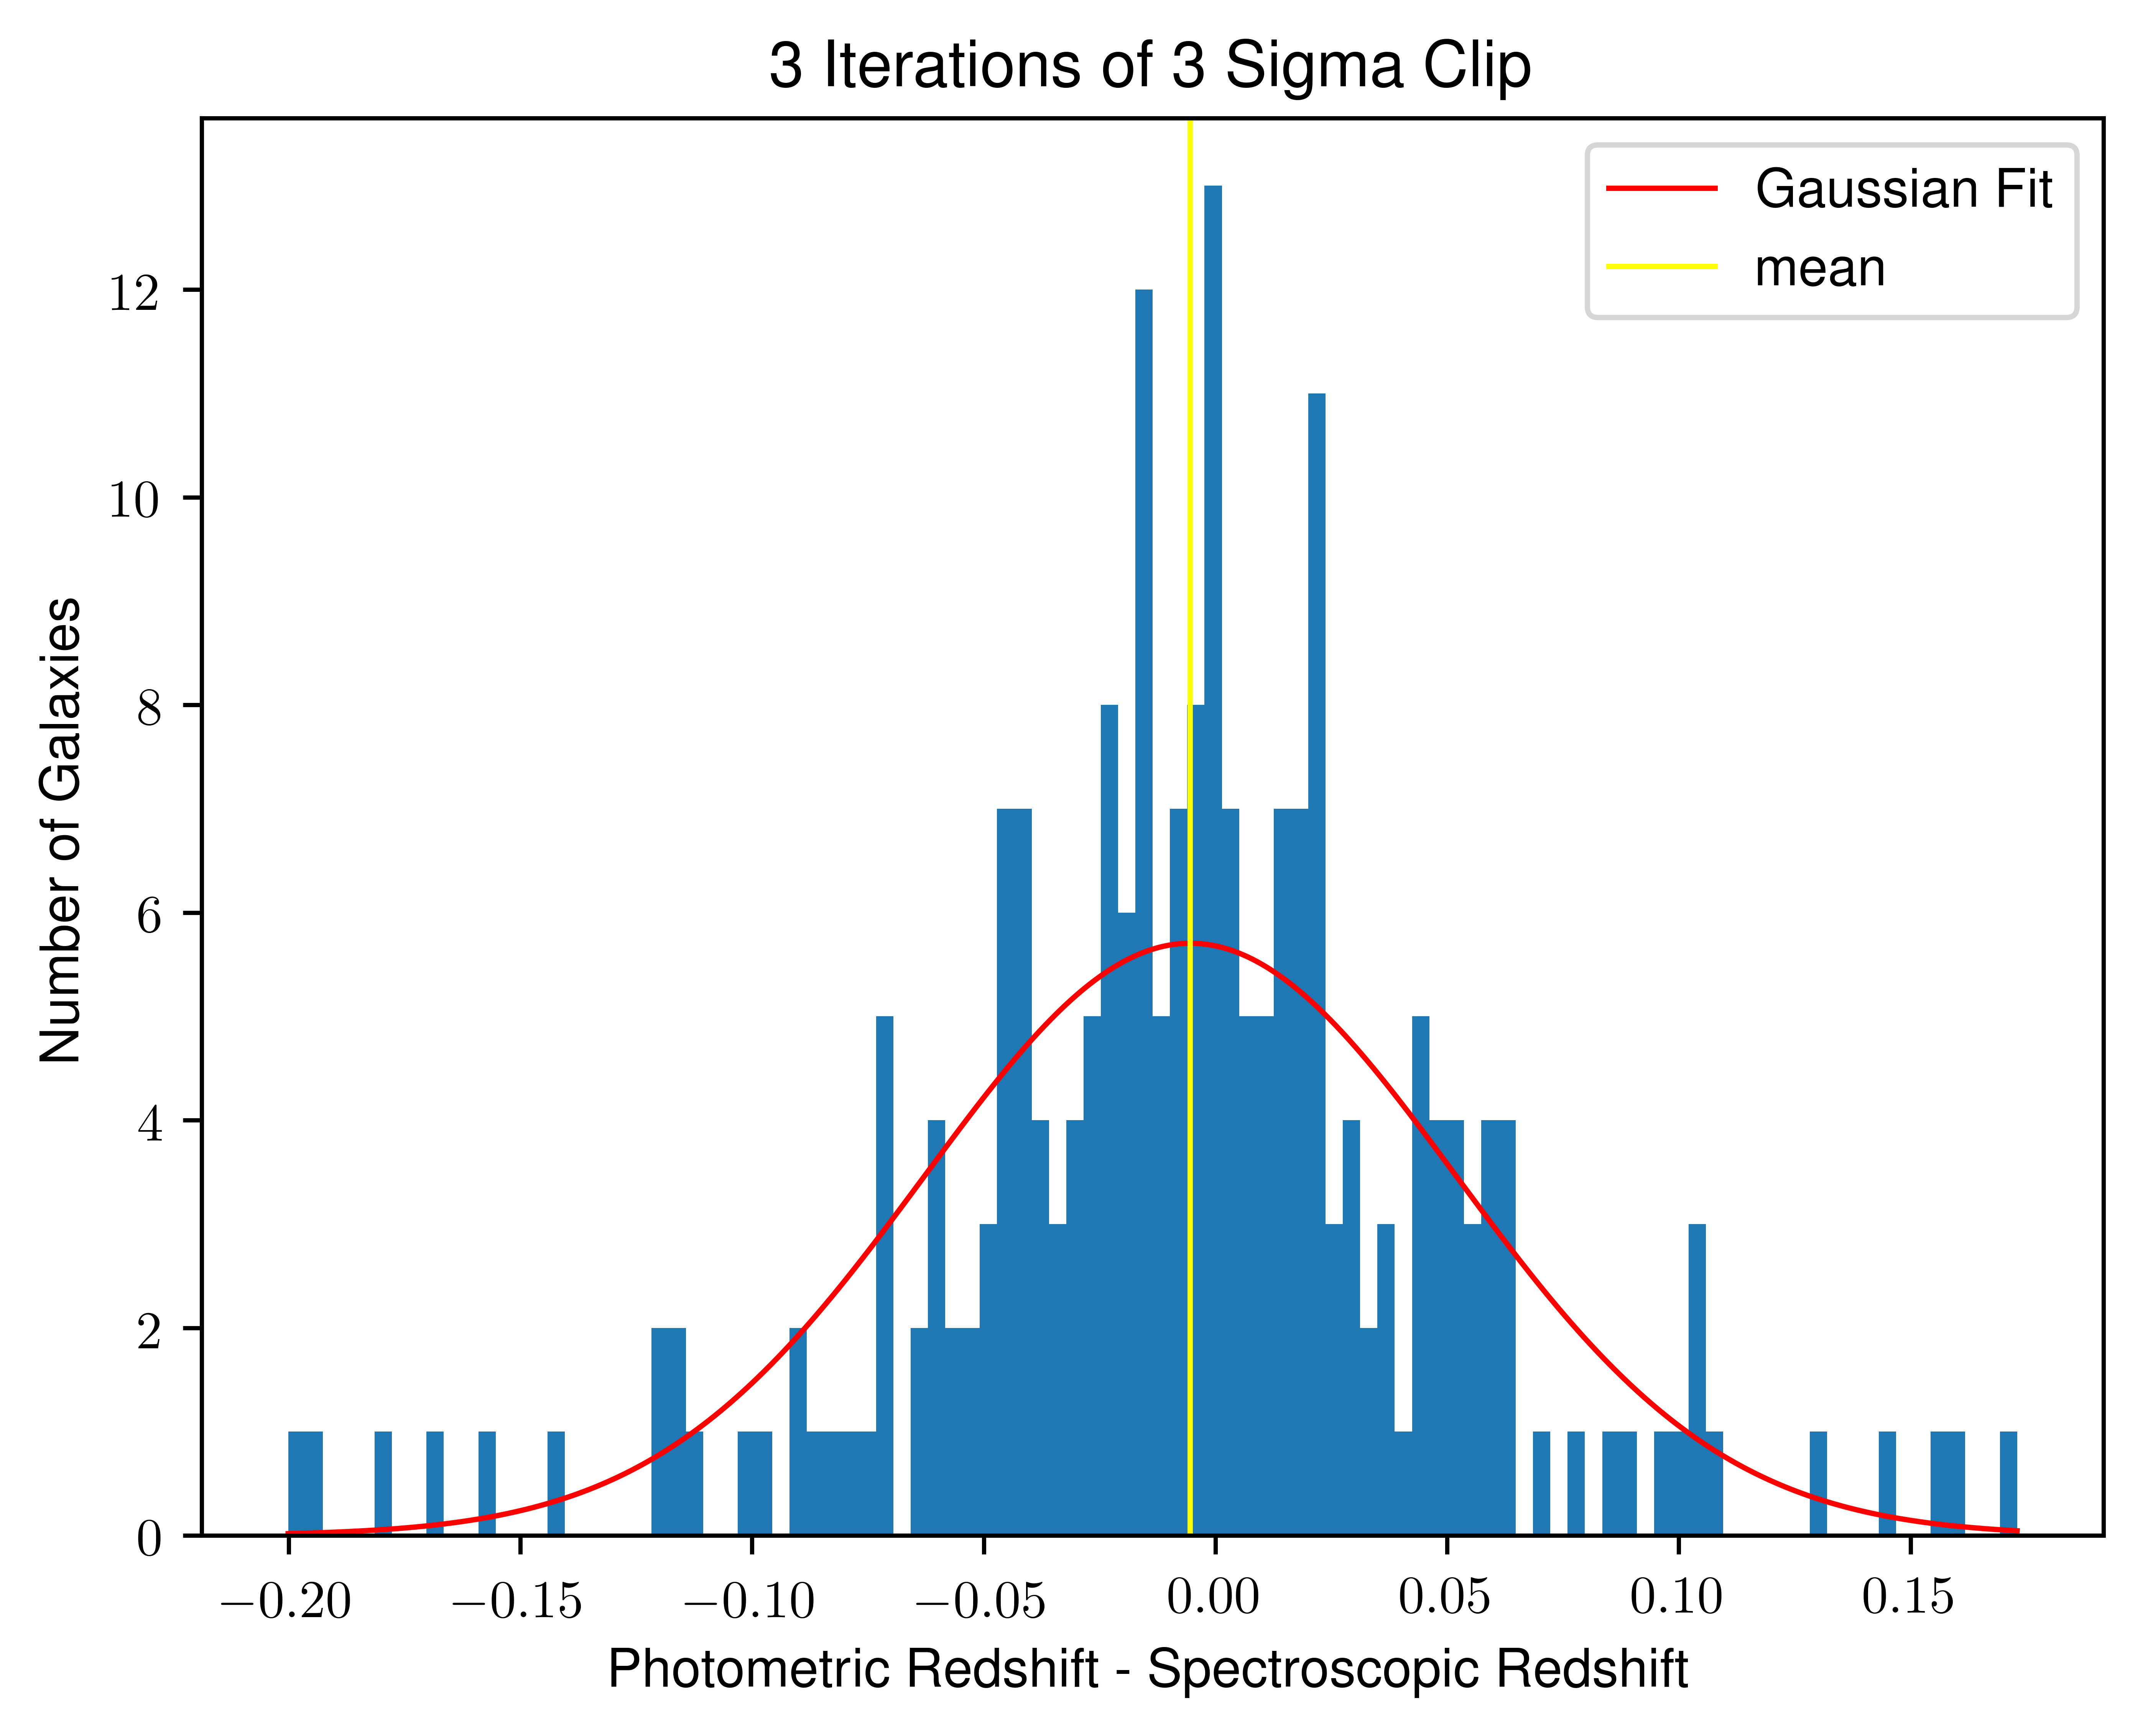 3 Iterations of 3 Sigma Clip
Gaussian Fit
mean
Number of Galaxies
12
10
8
6
4
2
0
−0.20 −0.15 −0.10 −0.05 0.00 0.05 0.10 0.15
Photometric Redshift - Spectroscopic Redshift